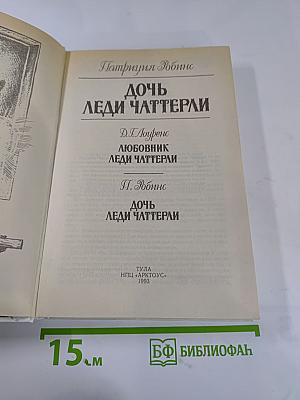 Патриция Роббинс
ДОЧЬ
ЛЕДИ ЧАТТЕРЛИ
Д.Г. Лоуренс
ЛЮБОВНИК
ЛЕДИ ЧАТТЕРЛИ
П. Роббинс
ДОЧЬ
ЛЕДИ ЧАТТЕРЛИ
ТУЛА
НПЦ «АРКТОУС»
1993
15 см
БФ БИБЛИОФАН